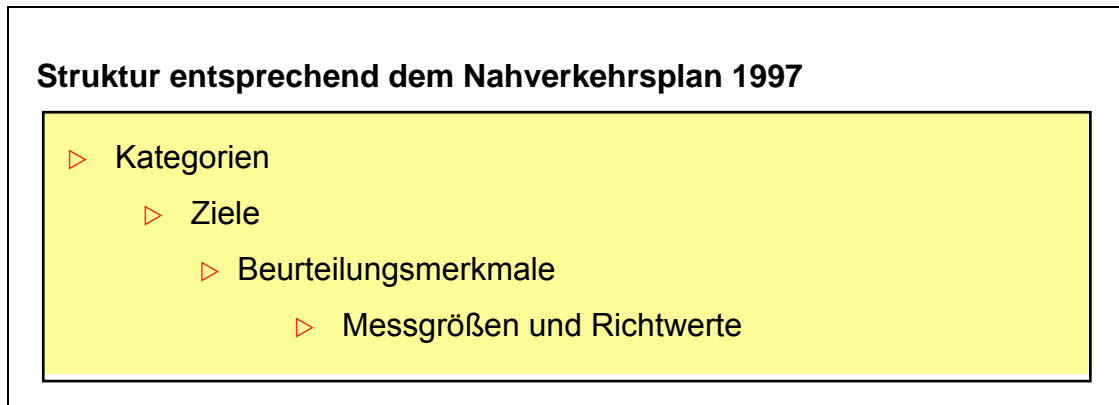 Struktur entsprechend dem Nahverkehrsplan 1997
Kategorien
Ziele
Beurteilungsmerkmale
Messgrößen und Richtwerte